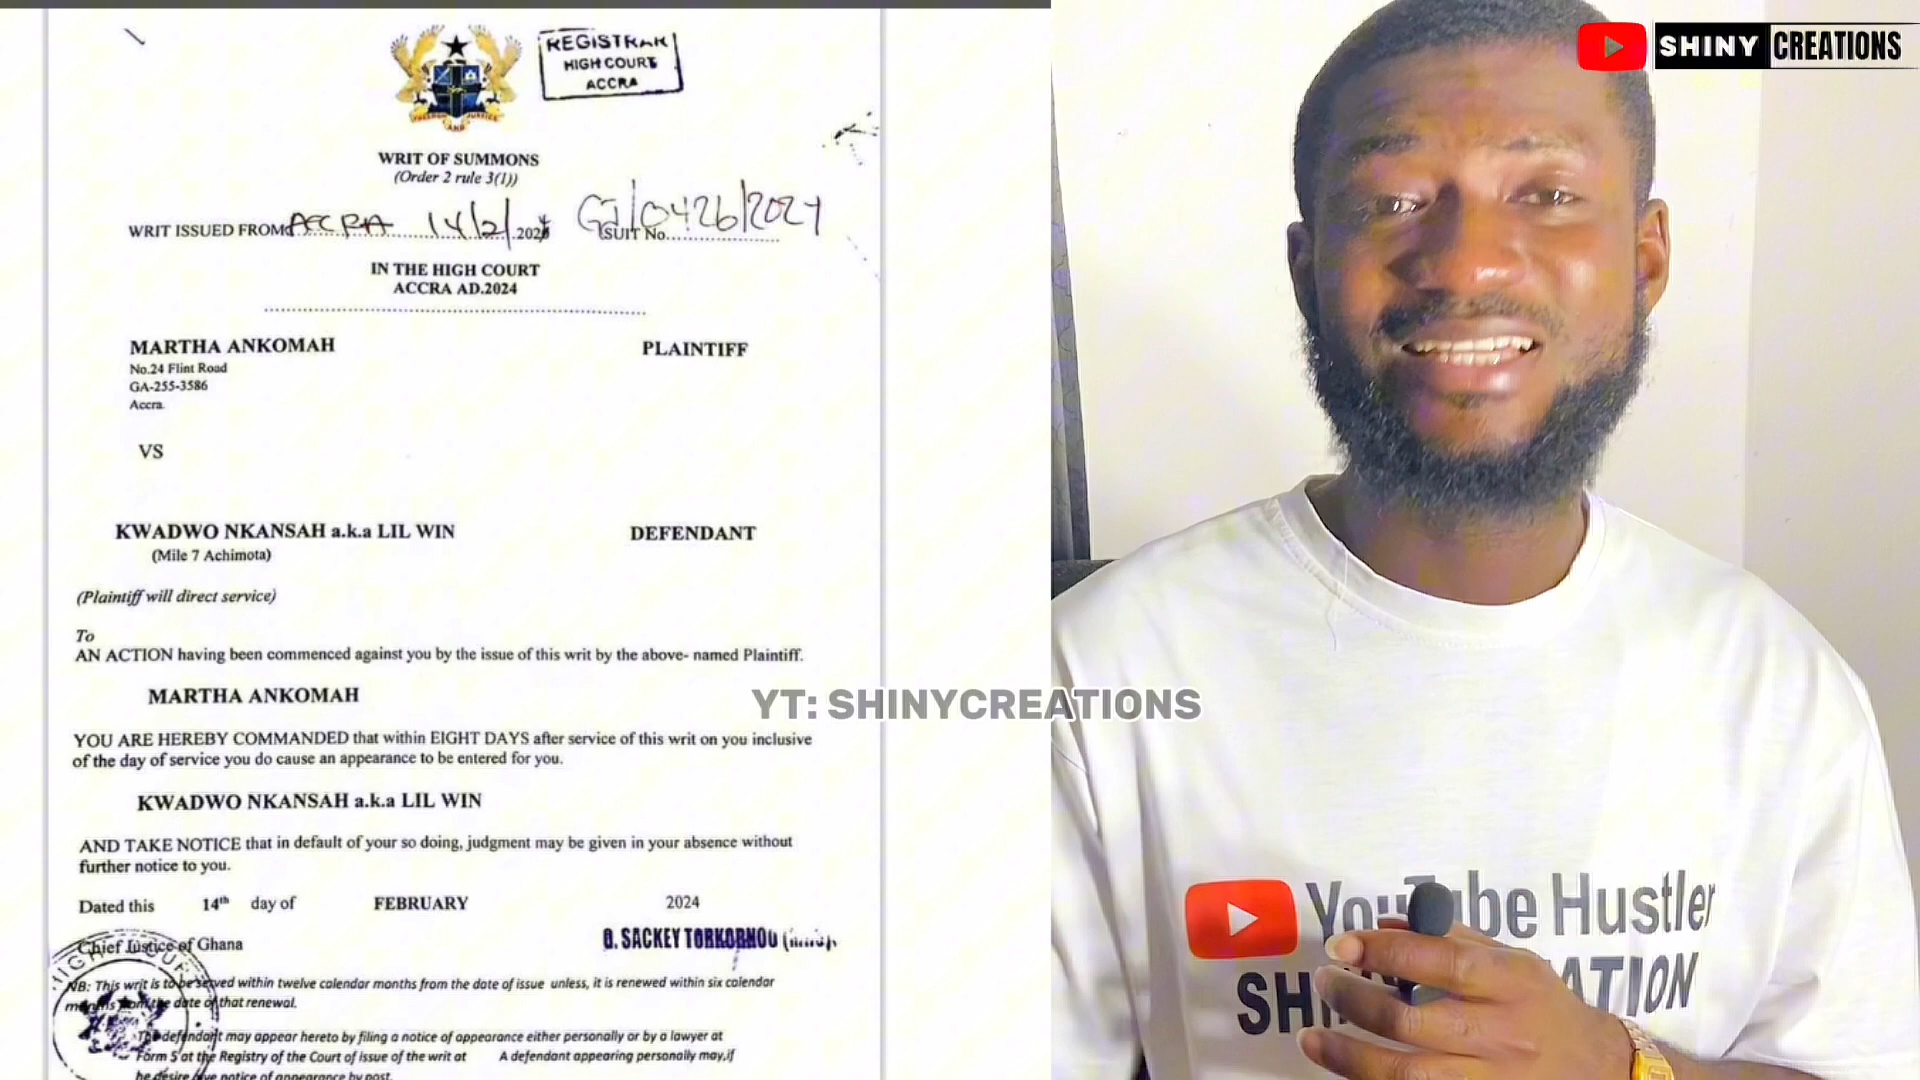 REGISTRAR
HIGH COURT
ACCRA
WRIT OF SUMMONS
(Order 2 rule 3(1))
WRIT ISSUED FROM ACCRA 14/2/ 2024 SUIT No. GJ/0426/2024
IN THE HIGH COURT
ACCRA AD.2024
MARTHA ANKOMAH PLAINTIFF
No.24 Flint Road
GA-255-3586
Accra.
VS
KWADWO NKANSAH a.k.a LIL WIN DEFENDANT
(Mile 7 Achimota)
(Plaintiff will direct service)
To
AN ACTION having been commenced against you by the issue of this writ by the above- named Plaintiff.
MARTHA ANKOMAH
YOU ARE HEREBY COMMANDED that within EIGHT DAYS after service of this writ on you inclusive
of the day of service you do cause an appearance to be entered for you.
KWADWO NKANSAH a.k.a LIL WIN
AND TAKE NOTICE that in default of your so doing, judgment may be given in your absence without
further notice to you.
Dated this 14th day of FEBRUARY 2024
Chief Justice of Ghana G. SACKEY TORKORNOO
HIGH COUR
NB: This writ is to be served within twelve calendar months from the date of issue unless, it is renewed within six calendar
months from the date of that renewal.
The defendant may appear hereto by filing a notice of appearance either personally or by a lawyer at
Form 5 at the Registry of the Court of issue of the writ at A defendant appearing personally may,if
he desire give notice of appearance by post.
YT: SHINYCREATIONS
SHINY CREATIONS
YouTube Hustler